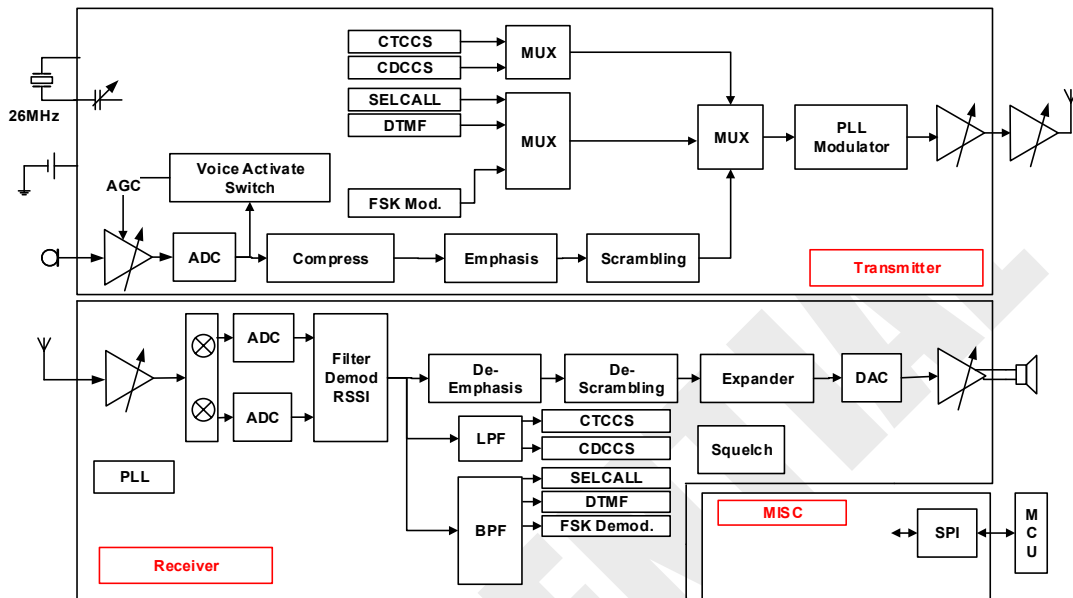 26MHz
CTCCS
CDCCS
MUX
SELCALL
DTMF
MUX
FSK Mod.
MUX
PLL
Modulator
Voice Activate
Switch
AGC
ADC
Compress
Emphasis
Scrambling
Transmitter
ADC
ADC
Filter
Demod
RSSI
De-
Emphasis
De-
Scrambling
Expander
DAC
LPF
CTCCS
CDCCS
Squelch
PLL
BPF
SELCALL
DTMF
FSK Demod.
Receiver
MISC
SPI
M
C
U